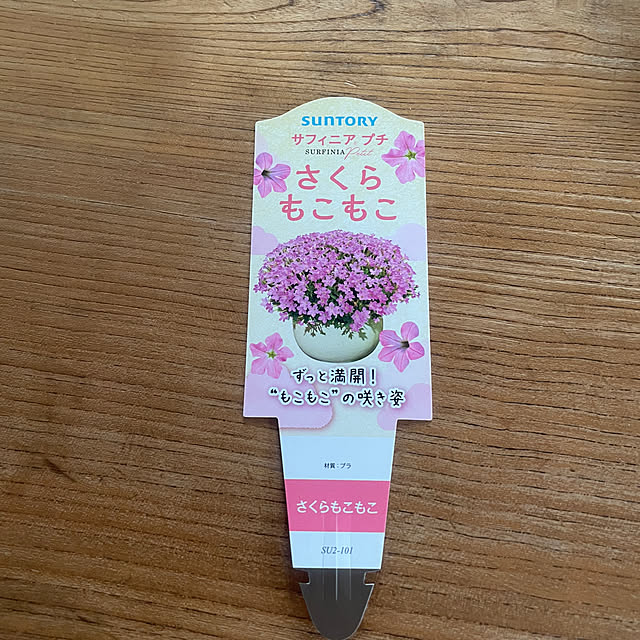 SUNTORY
サフィニア プチ
SURFINIA Petit
さくら
もこもこ
ずっと満開！
“もこもこ”の咲き姿
材質：プラ
さくらもこもこ
SU2-101